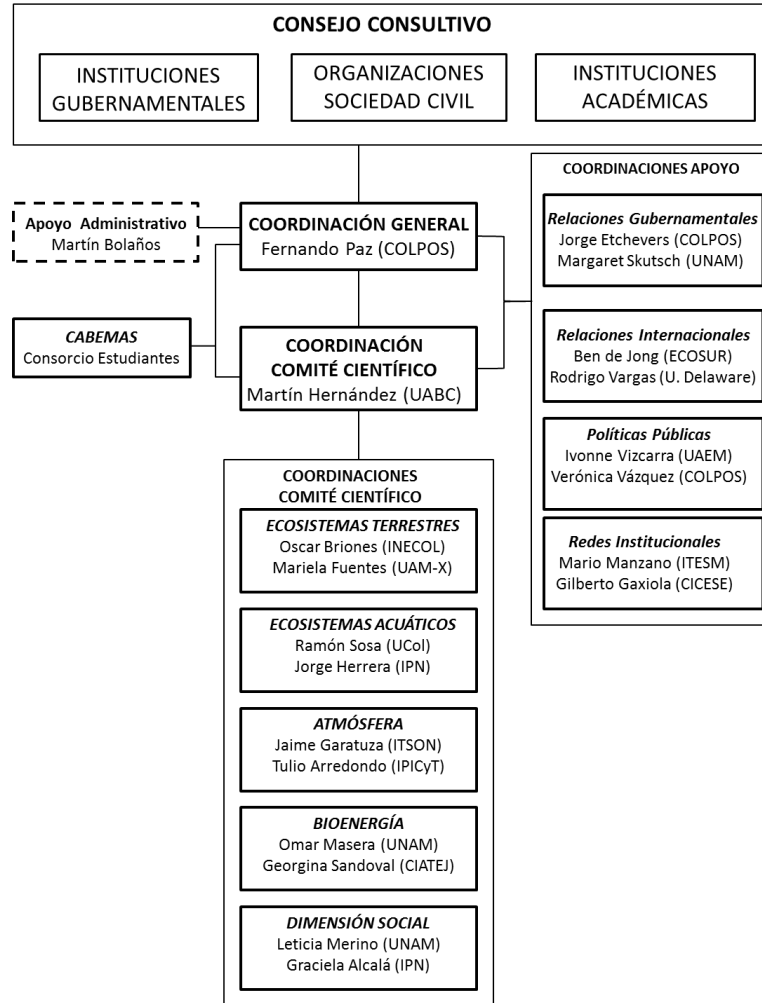 CONSEJO CONSULTIVO
INSTITUCIONES
GUBERNAMENTALES
ORGANIZACIONES
SOCIEDAD CIVIL
INSTITUCIONES
ACADÉMICAS
Apoyo Administrativo
Martín Bolaños
COORDINACIÓN GENERAL
Fernando Paz (COLPOS)
CABEMAS
Consorcio Estudiantes
COORDINACIÓN
COMITÉ CIENTÍFICO
Martín Hernández (UABC)
COORDINACIONES APOYO
Relaciones Gubernamentales
Jorge Etchevers (COLPOS)
Margaret Skutsch (UNAM)
Relaciones Internacionales
Ben de Jong (ECOSUR)
Rodrigo Vargas (U. Delaware)
Políticas Públicas
Ivonne Vizcarra (UAEM)
Verónica Vázquez (COLPOS)
Redes Institucionales
Mario Manzano (ITESM)
Gilberto Gaxiola (CICESE)
COORDINACIONES
COMITÉ CIENTÍFICO
ECOSISTEMAS TERRESTRES
Oscar Briones (INECOL)
Mariela Fuentes (UAM-X)
ECOSISTEMAS ACUÁTICOS
Ramón Sosa (UCol)
Jorge Herrera (IPN)
ATMÓSFERA
Jaime Garatuza (ITSON)
Tulio Arredondo (IPICyT)
BIOENERGÍA
Omar Masera (UNAM)
Georgina Sandoval (CIATEJ)
DIMENSIÓN SOCIAL
Leticia Merino (UNAM)
Graciela Alcalá (IPN)